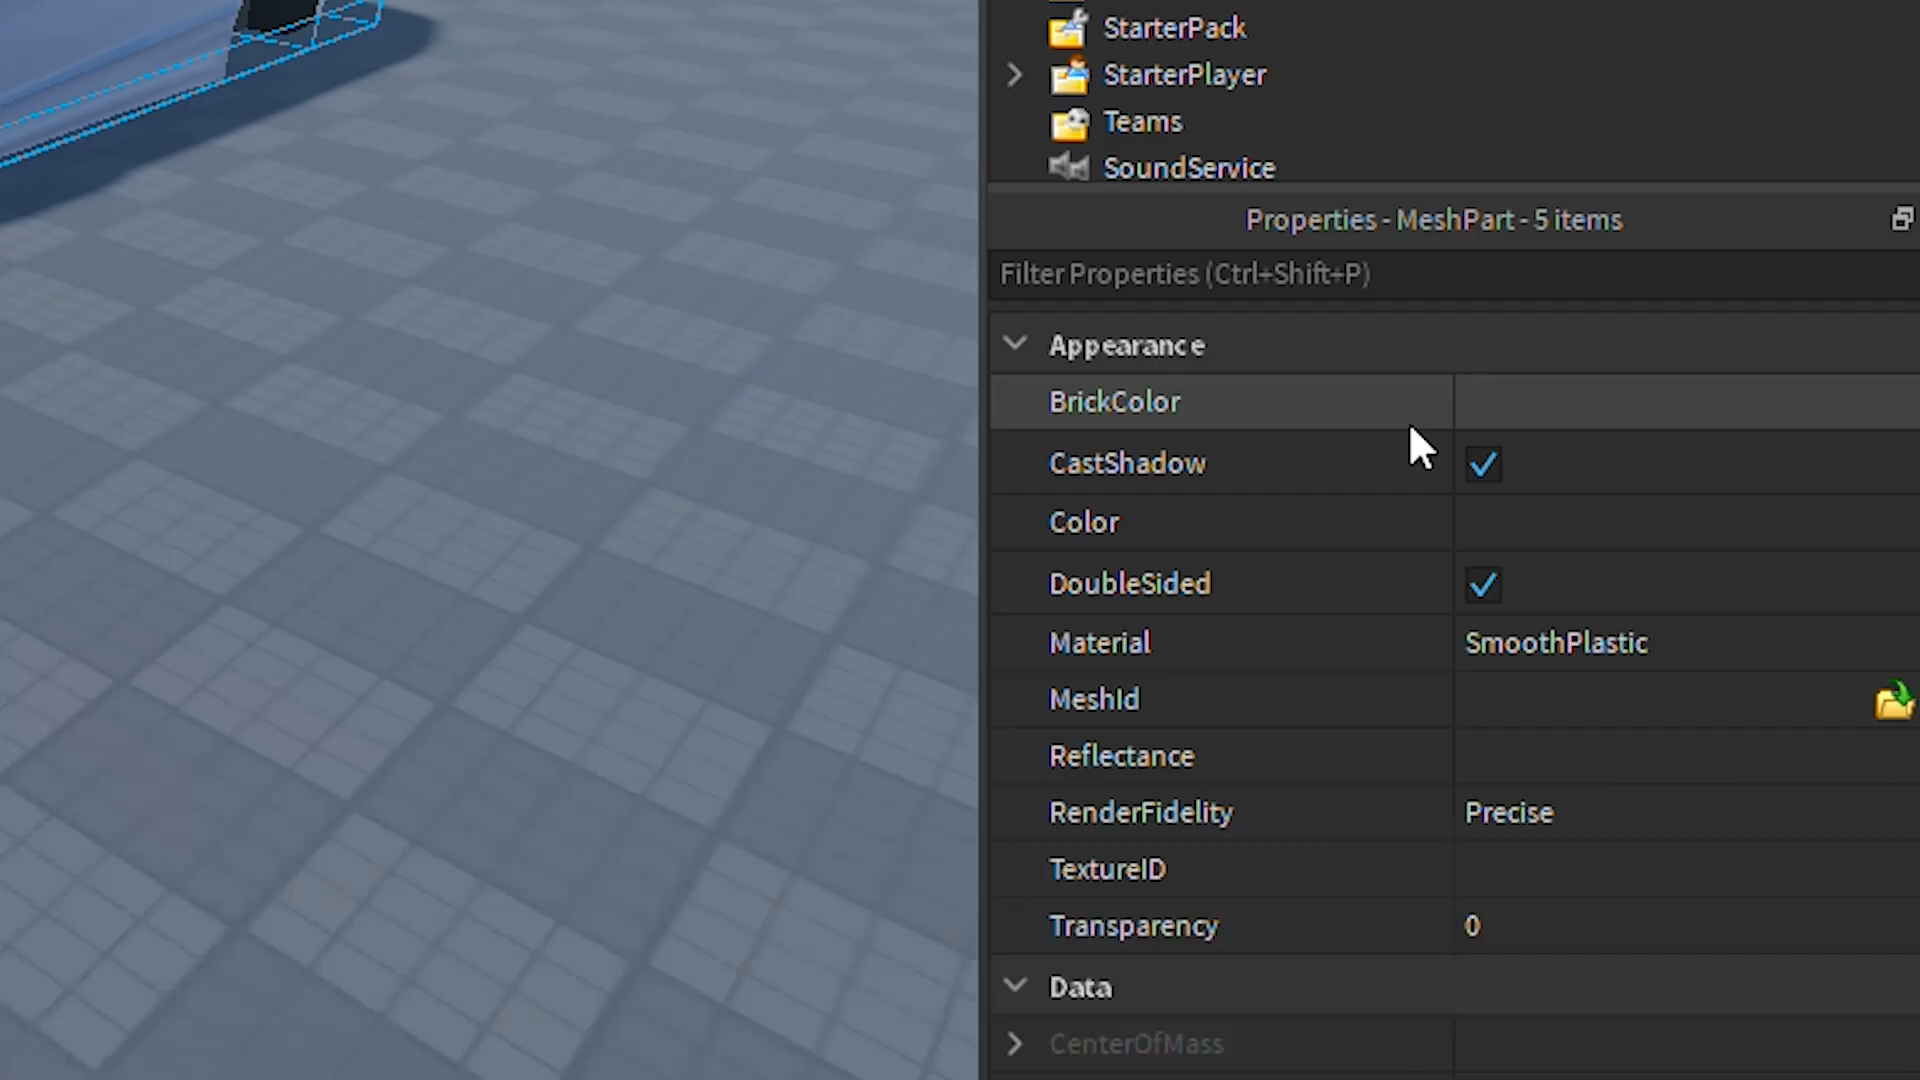 StarterPack
StarterPlayer
Teams
SoundService
Properties - MeshPart - 5 items
Filter Properties (Ctrl+Shift+P)
Appearance
BrickColor
CastShadow
Color
DoubleSided
Material SmoothPlastic
MeshId
Reflectance
RenderFidelity Precise
TextureID
Transparency 0
Data
CenterOfMass